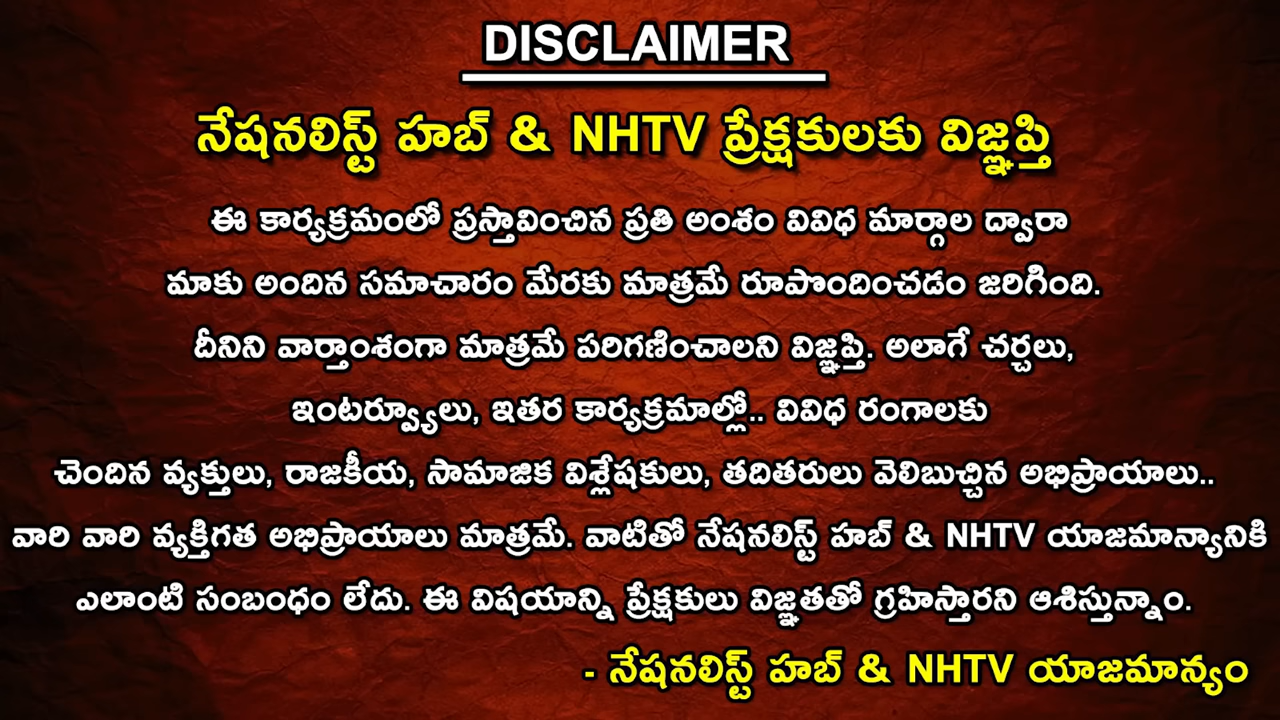 DISCLAIMER
నేషనలిస్ట్ హబ్ & NHTV ప్రేక్షకులకు విజ్ఞప్తి
ఈ కార్యక్రమంలో ప్రస్తావించిన ప్రతి అంశం వివిధ మార్గాల ద్వారా
మాకు అందిన సమాచారం మేరకు మాత్రమే రూపొందించడం జరిగింది.
దీనిని వార్తాంశంగా మాత్రమే పరిగణించాలని విజ్ఞప్తి. అలాగే చర్చలు,
ఇంటర్వ్యూలు, ఇతర కార్యక్రమాల్లో.. వివిధ రంగాలకు
చెందిన వ్యక్తులు, రాజకీయ, సామాజిక విశ్లేషకులు, తదితరులు వెలిబుచ్చిన అభిప్రాయాలు..
వారి వారి వ్యక్తిగత అభిప్రాయాలు మాత్రమే. వాటితో నేషనలిస్ట్ హబ్ & NHTV యాజమాన్యానికి
ఎలాంటి సంబంధం లేదు. ఈ విషయాన్ని ప్రేక్షకులు విజ్ఞతతో గ్రహిస్తారని ఆశిస్తున్నాం.
- నేషనలిస్ట్ హబ్ & NHTV యాజమాన్యం